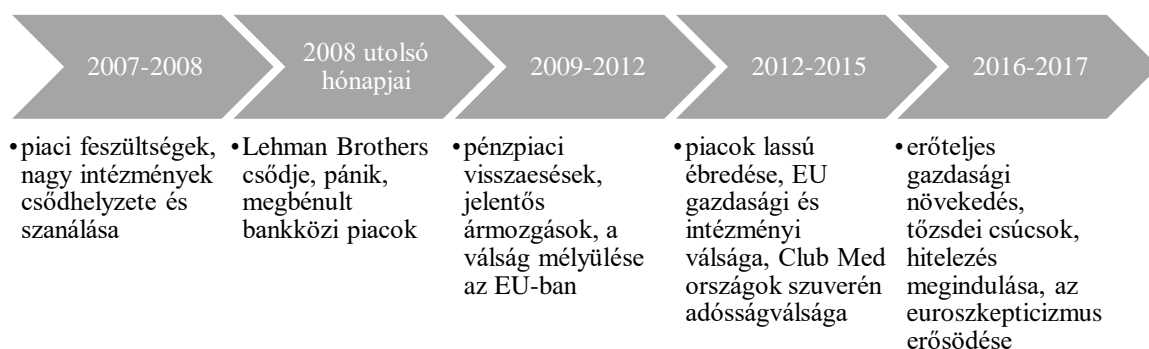 2007-2008
2008 utolsó
hónapjai
2009-2012
2012-2015
2016-2017
•piaci feszültségek,
nagy intézmények
csődhelyzete és
szanálása
•Lehman Brothers
csődje, pánik,
megbénult
bankközi piacok
•pénzpiaci
visszaesések,
jelentős
ármozgások, a
válság mélyülése
az EU-ban
•piacok lassú
ébredése, EU
gazdasági és
intézményi
válsága, Club Med
országok szuverén
adósságválsága
•erőteljes
gazdasági
növekedés,
tőzsdei csúcsok,
hitelezés
megindulása, az
euroszkepticizmus
erősödése